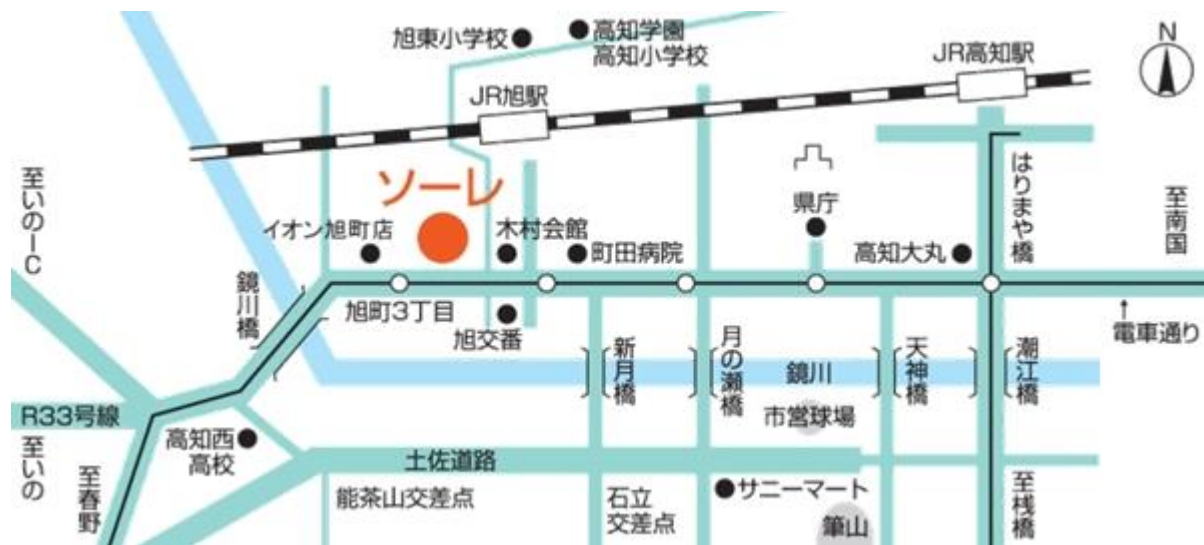 旭東小学校
高知学園
高知小学校
JR高知駅
N
JR旭駅
ソーレ
至いのIC
イオン旭町店
木村会館
町田病院
県庁
高知大丸
はりまや橋
至南国
鏡川橋
旭町3丁目
旭交番
新月橋
月の瀬橋
鏡川
天神橋
潮江橋
↑
電車通り
市営球場
R33号線
至いの
至春野
高知西
高校
土佐道路
能茶山交差点
石立
交差点
サニーマート
筆山
至桟橋